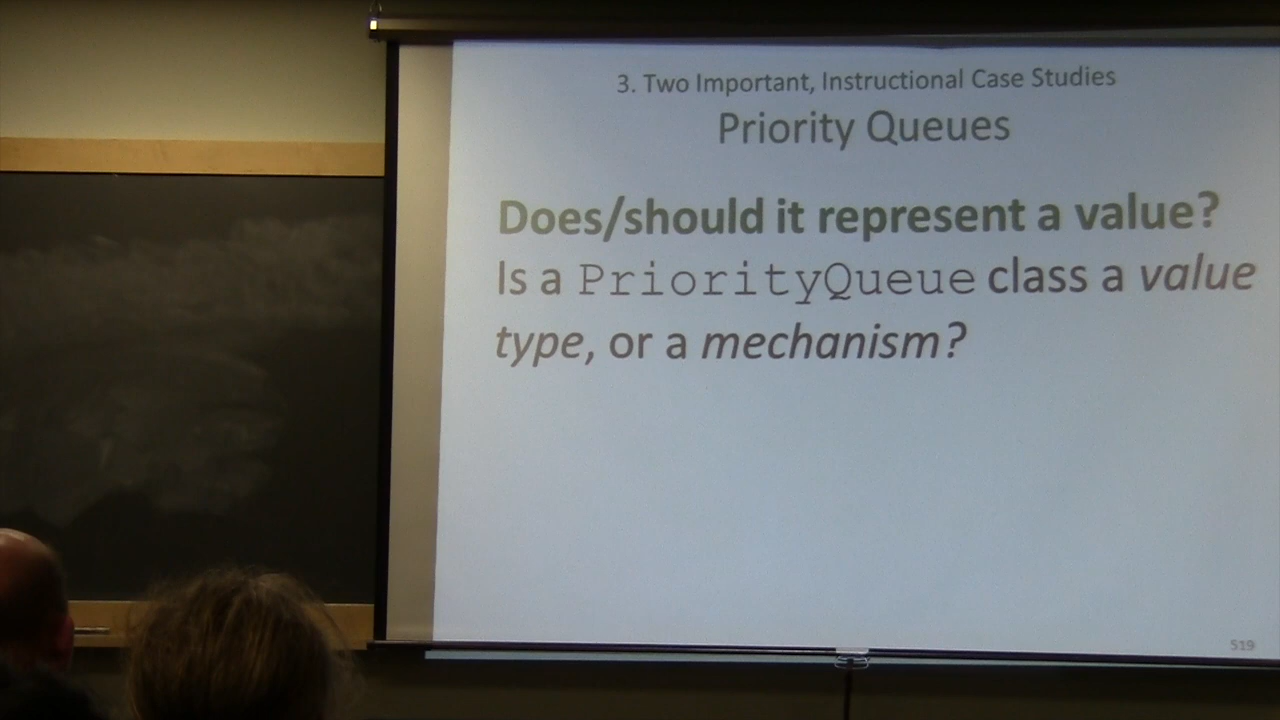 3. Two Important, Instructional Case Studies
Priority Queues
Does/should it represent a value?
Is a PriorityQueue class a value
type, or a mechanism?
519